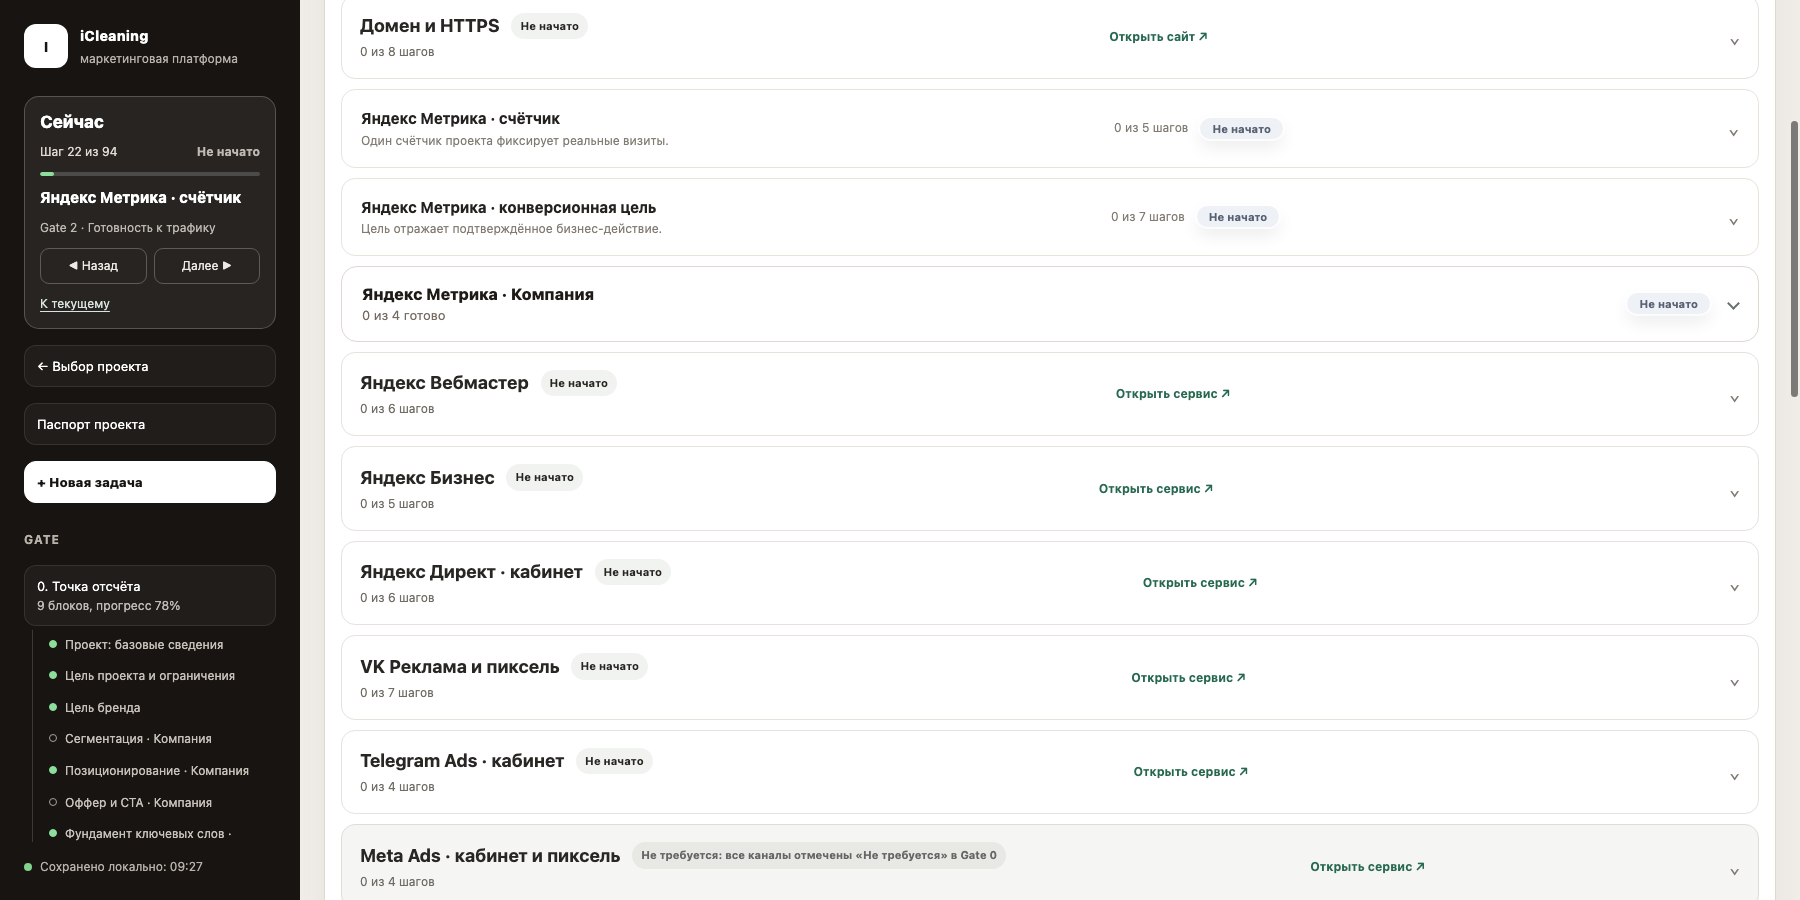 I
iCleaning
маркетинговая платформа
Сейчас
Шаг 22 из 94 Не начато
Яндекс Метрика · счётчик
Gate 2 · Готовность к трафику
◀ Назад Далее ▶
К текущему
← Выбор проекта
Паспорт проекта
+ Новая задача
GATE
0. Точка отсчёта
9 блоков, прогресс 78%
Проект: базовые сведения
Цель проекта и ограничения
Цель бренда
Сегментация · Компания
Позиционирование · Компания
Оффер и CTA · Компания
Фундамент ключевых слов ·
Сохранено локально: 09:27
Домен и HTTPS Не начато
0 из 8 шагов
Открыть сайт ↗
Яндекс Метрика · счётчик
Один счётчик проекта фиксирует реальные визиты.
0 из 5 шагов Не начато
Яндекс Метрика · конверсионная цель
Цель отражает подтверждённое бизнес-действие.
0 из 7 шагов Не начато
Яндекс Метрика · Компания
0 из 4 готово
Не начато
Яндекс Вебмастер Не начато
0 из 6 шагов
Открыть сервис ↗
Яндекс Бизнес Не начато
0 из 5 шагов
Открыть сервис ↗
Яндекс Директ · кабинет Не начато
0 из 6 шагов
Открыть сервис ↗
VK Реклама и пиксель Не начато
0 из 7 шагов
Открыть сервис ↗
Telegram Ads · кабинет Не начато
0 из 4 шагов
Открыть сервис ↗
Meta Ads · кабинет и пиксель Не требуется: все каналы отмечены «Не требуется» в Gate 0
0 из 4 шагов
Открыть сервис ↗